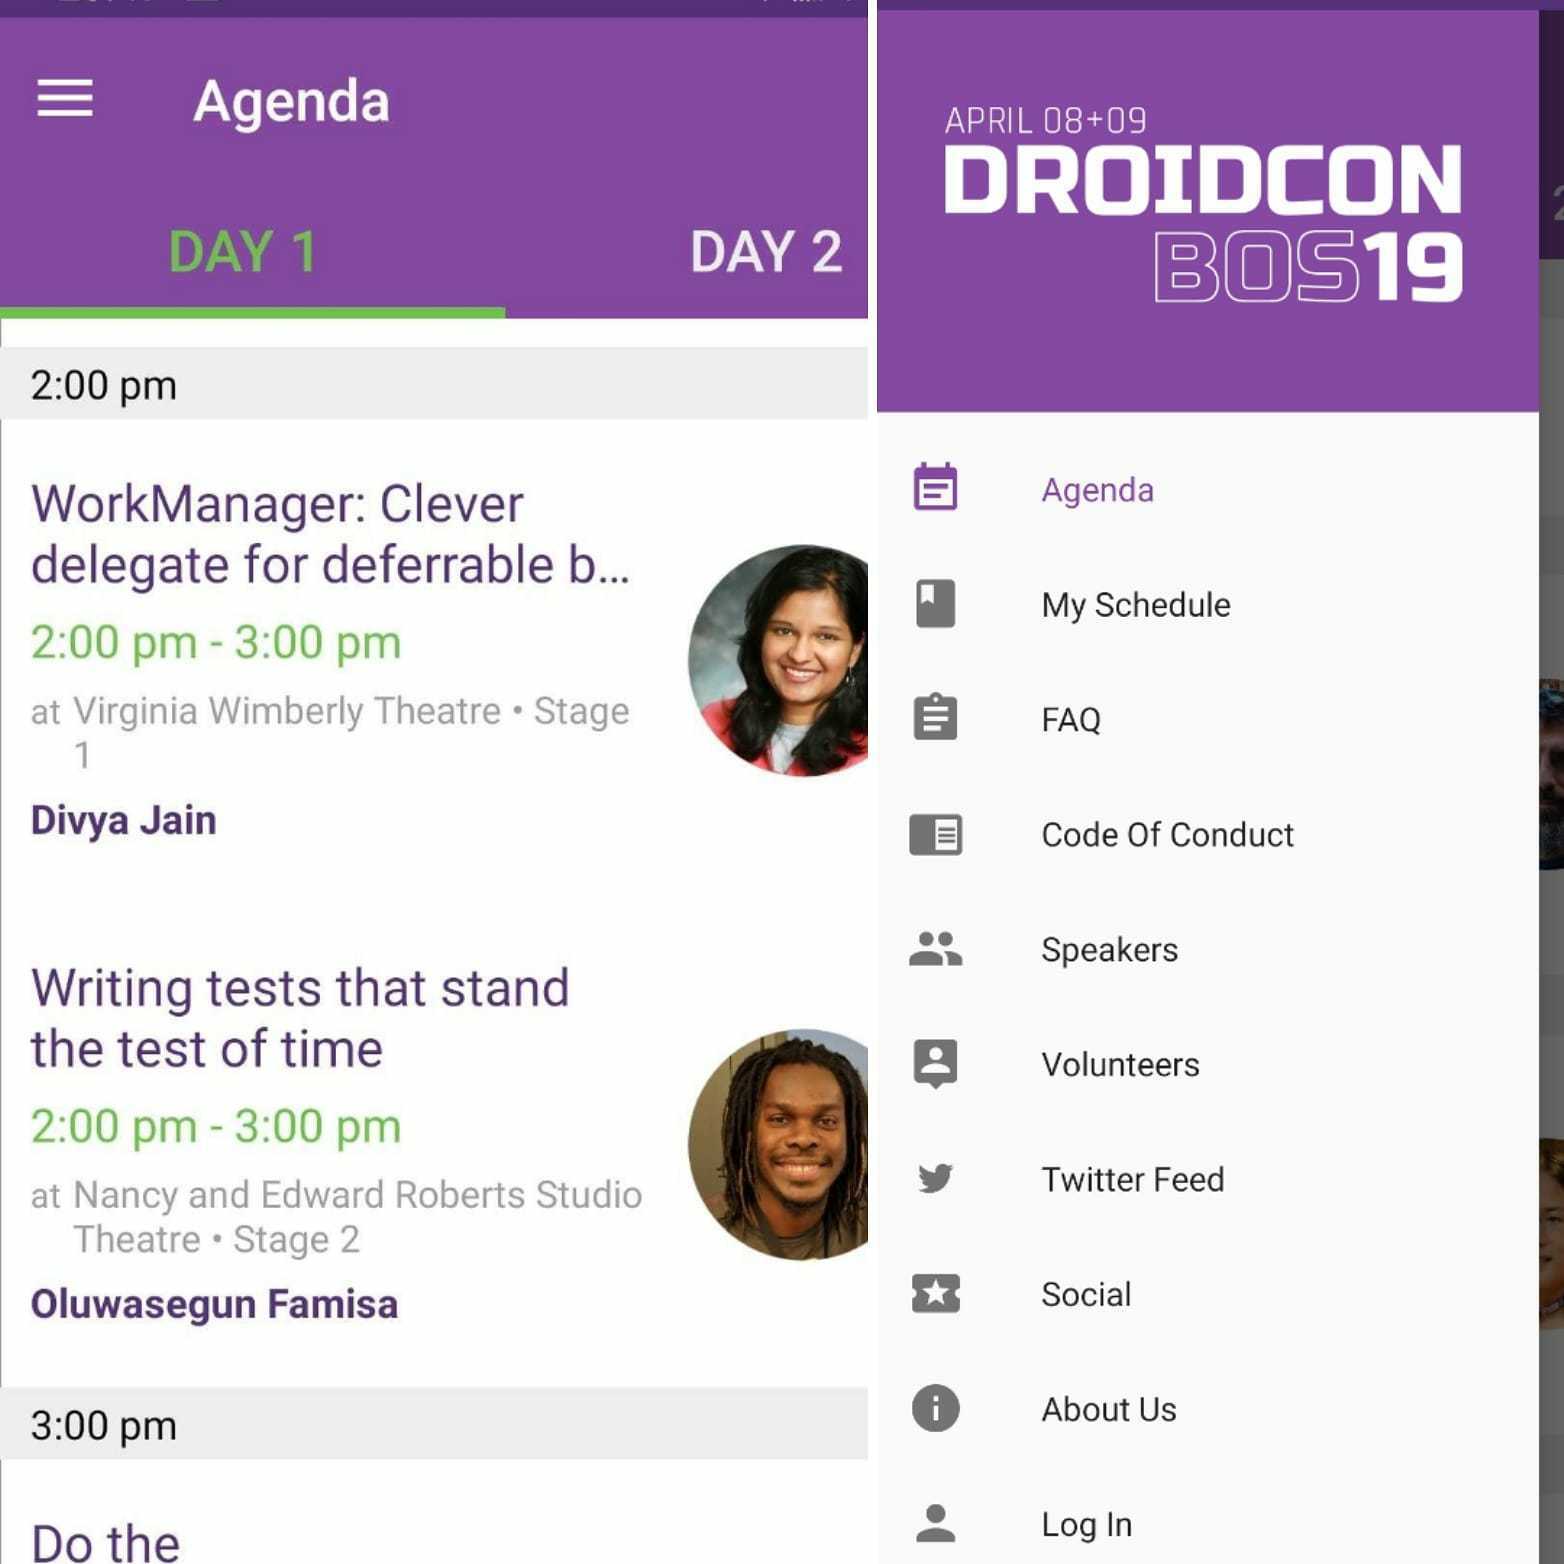 Agenda
DAY 1
DAY 2
2:00 pm
WorkManager: Clever
delegate for deferrable b...
2:00 pm - 3:00 pm
at Virginia Wimberly Theatre • Stage
1
Divya Jain
Writing tests that stand
the test of time
2:00 pm - 3:00 pm
at Nancy and Edward Roberts Studio
Theatre • Stage 2
Oluwasegun Famisa
3:00 pm
Do the
APRIL 08+09
DROIDCON
BOS19
Agenda
My Schedule
FAQ
Code Of Conduct
Speakers
Volunteers
Twitter Feed
Social
About Us
Log In